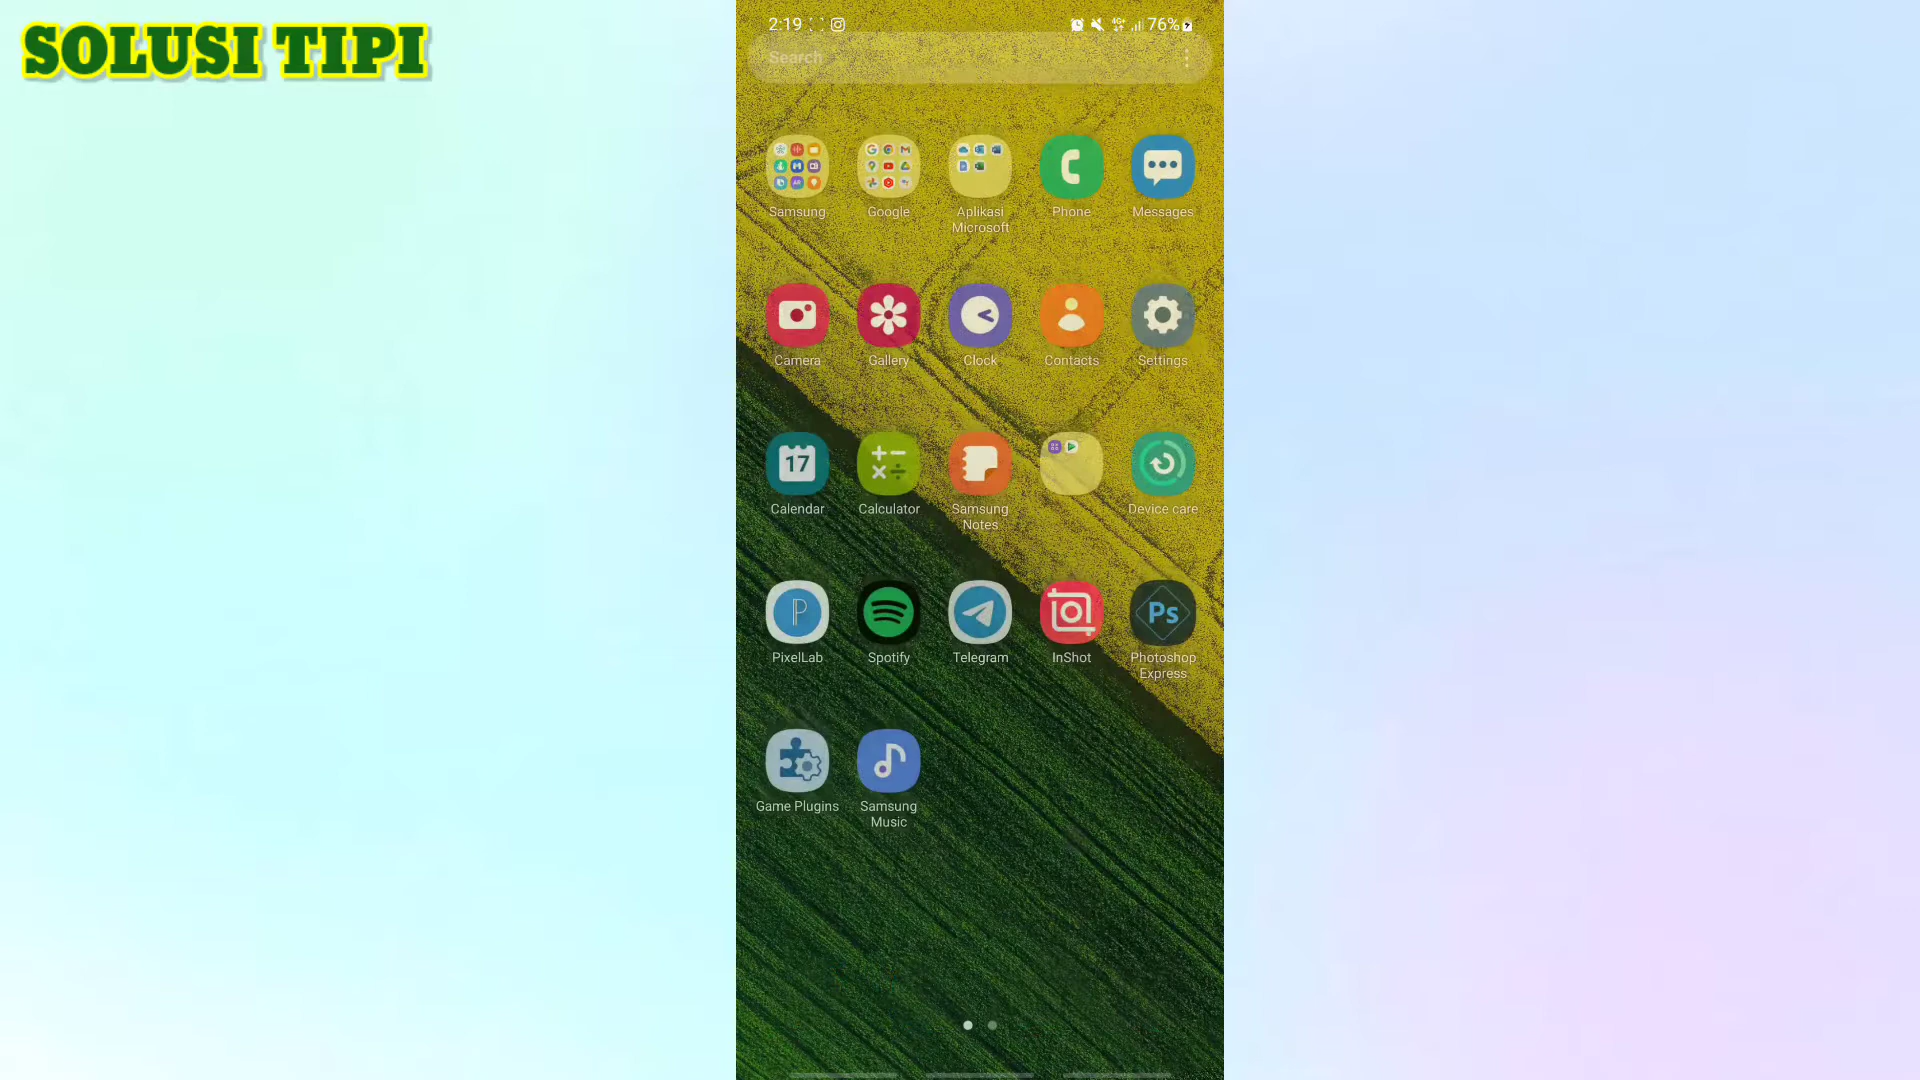 SOLUSI TIPI
2:19
76%
Search
Samsung
Google
Aplikasi Microsoft
Phone
Messages
Camera
Gallery
Clock
Contacts
Settings
17
Calendar
Calculator
Samsung Notes
Device care
P
Ps
PixelLab
Spotify
Telegram
InShot
Photoshop Express
Game Plugins
Samsung Music